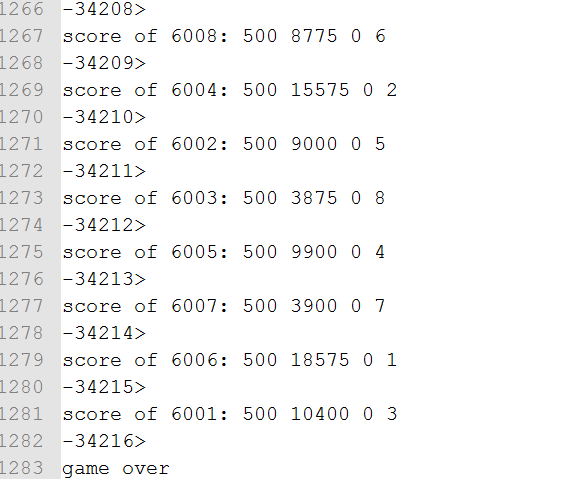 1266 -34208>
1267 score of 6008: 500 8775 0 6
1268 -34209>
1269 score of 6004: 500 15575 0 2
1270 -34210>
1271 score of 6002: 500 9000 0 5
1272 -34211>
1273 score of 6003: 500 3875 0 8
1274 -34212>
1275 score of 6005: 500 9900 0 4
1276 -34213>
1277 score of 6007: 500 3900 0 7
1278 -34214>
1279 score of 6006: 500 18575 0 1
1280 -34215>
1281 score of 6001: 500 10400 0 3
1282 -34216>
1283 game over